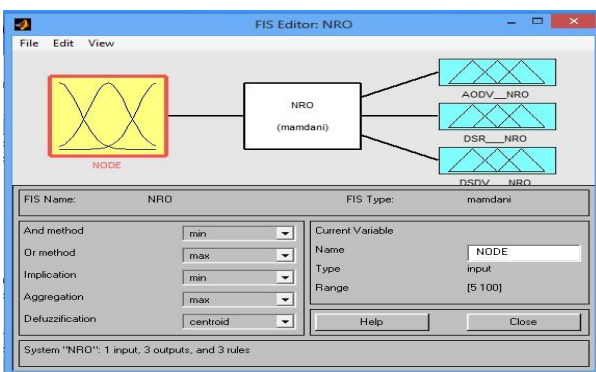 FIS Editor: NRO
File Edit View
NODE
NRO
(mamdani)
AODV__NRO
DSR___NRO
DSDV___NRO
FIS Name: NRO FIS Type: mamdani
And method min
Or method max
Implication min
Aggregation max
Defuzzification centroid
Current Variable
Name NODE
Type input
Range [5 100]
Help Close
System "NRO": 1 input, 3 outputs, and 3 rules